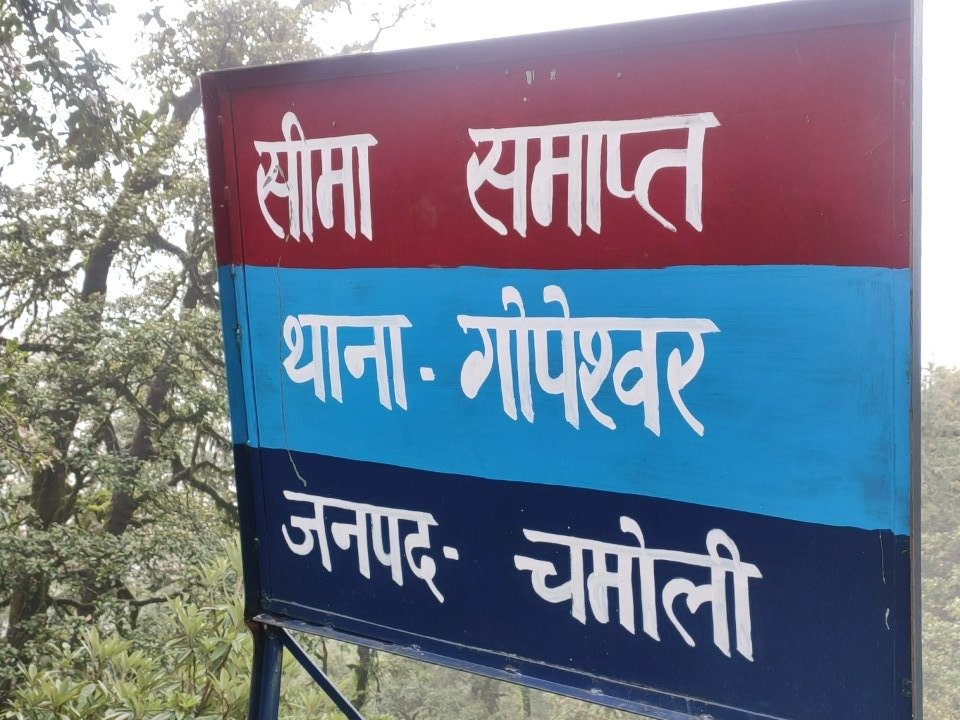 सीमा समाप्त
थाना - गोपेश्वर
जनपद - चमोली